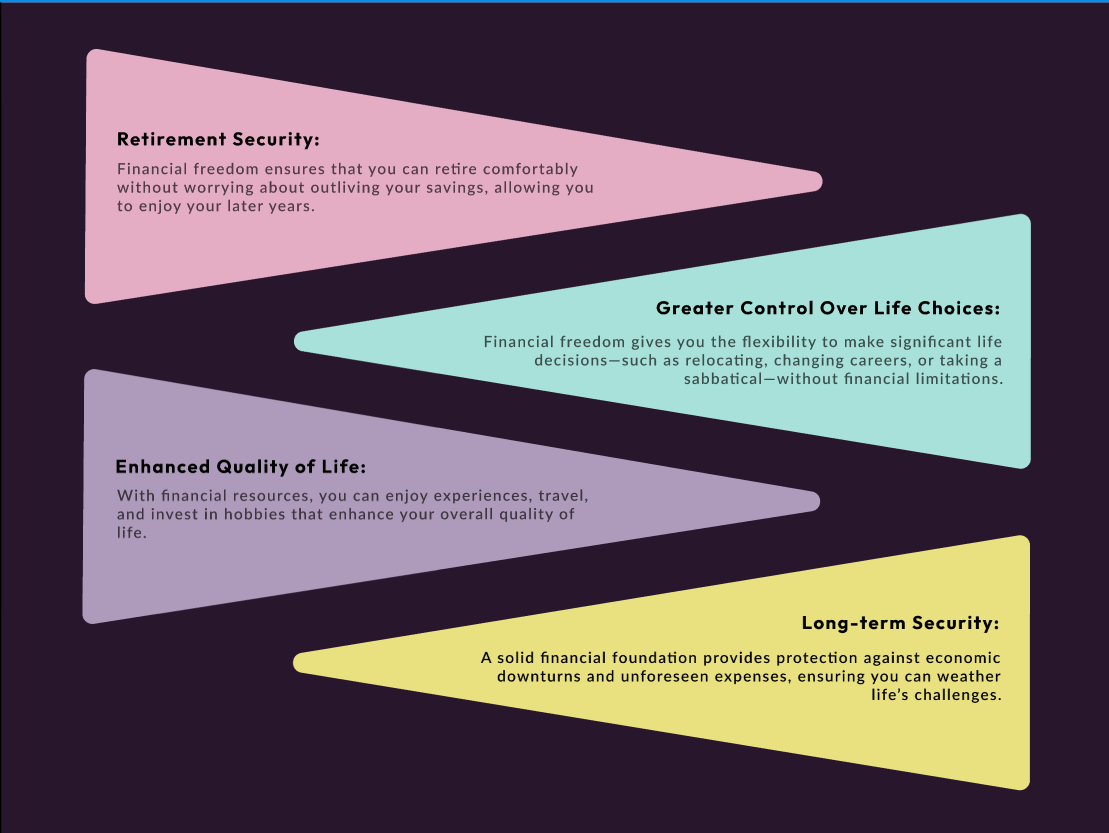 Retirement Security:
Financial freedom ensures that you can retire comfortably
without worrying about outliving your savings, allowing you
to enjoy your later years.
Greater Control Over Life Choices:
Financial freedom gives you the flexibility to make significant life
decisions—such as relocating, changing careers, or taking a
sabbatical—without financial limitations.
Enhanced Quality of Life:
With financial resources, you can enjoy experiences, travel,
and invest in hobbies that enhance your overall quality of
life.
Long-term Security:
A solid financial foundation provides protection against economic
downturns and unforeseen expenses, ensuring you can weather
life’s challenges.